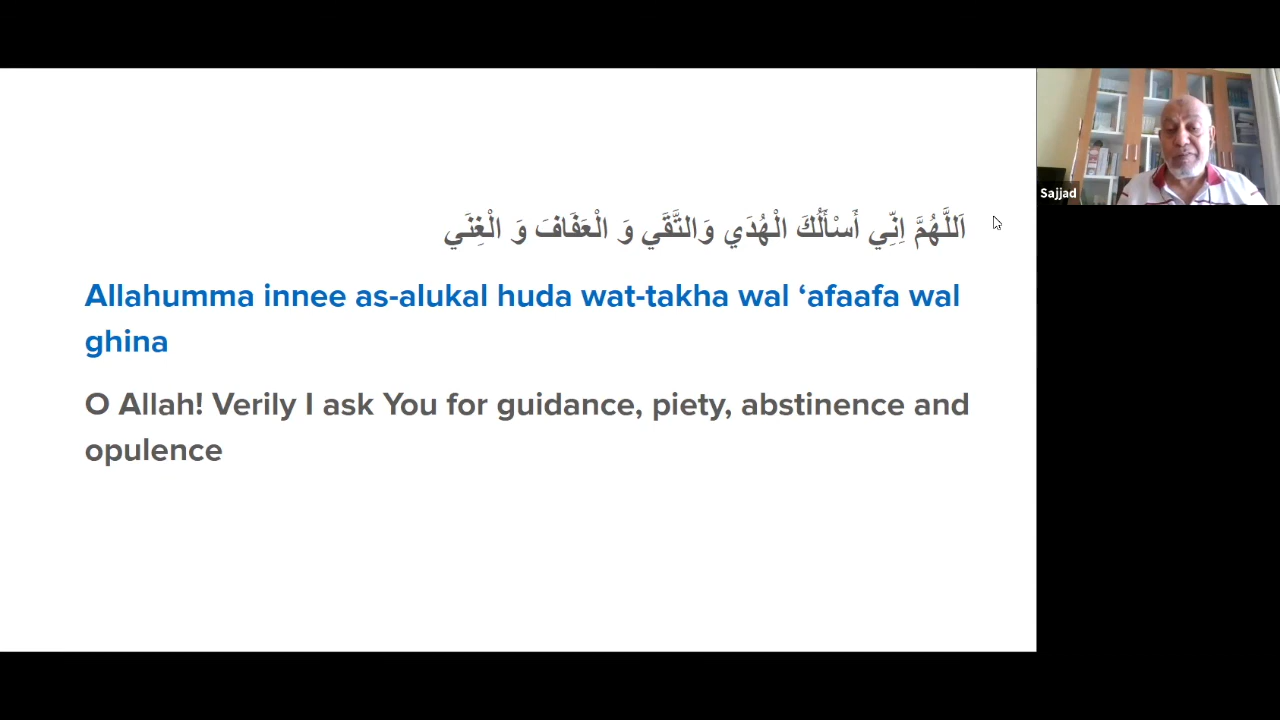 اَللَّهُمَّ اِنِّي أَسْأَلُكَ الْهُدَي وَالتَّقَي وَ الْعَفَافَ وَ الْغِنَي
Allahumma innee as-alukal huda wat-takha wal ‘afaafa wal
ghina
O Allah! Verily I ask You for guidance, piety, abstinence and
opulence
Sajjad